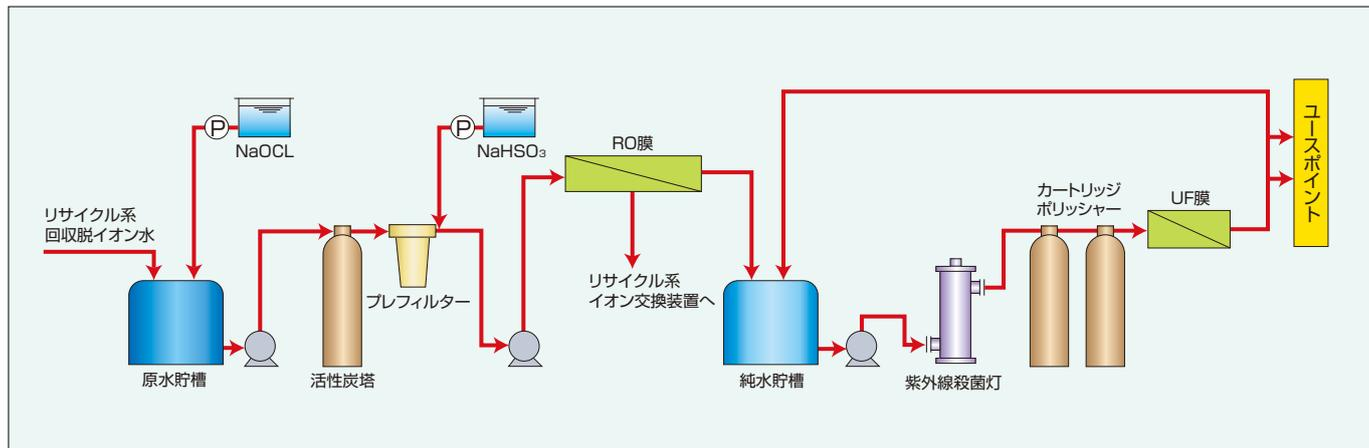 P
NaOCL
P
NaHSO₃
RO膜
リサイクル系
回収脱イオン水
プレフィルター
リサイクル系
イオン交換装置へ
カートリッジ
ポリッシャー
UF膜
ユースポイント
原水貯槽
活性炭塔
純水貯槽
紫外線殺菌灯